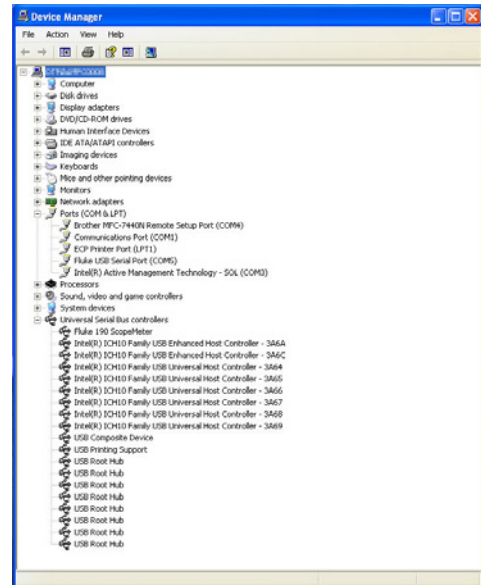 Device Manager
File Action View Help
Computer
Disk drives
Display adapters
DVD/CD-ROM drives
Human Interface Devices
IDE ATA/ATAPI controllers
Imaging devices
Keyboards
Mice and other pointing devices
Monitors
Network adapters
Ports (COM & LPT)
Brother MFC-7440N Remote Setup Port (COM4)
Communications Port (COM1)
ECP Printer Port (LPT1)
Fluke USB Serial Port (COM5)
Intel(R) Active Management Technology - SOL (COM3)
Processors
Sound, video and game controllers
System devices
Universal Serial Bus controllers
Fluke 190 ScopeMeter
Intel(R) ICH10 Family USB Enhanced Host Controller - 3A6A
Intel(R) ICH10 Family USB Enhanced Host Controller - 3A6C
Intel(R) ICH10 Family USB Universal Host Controller - 3A64
Intel(R) ICH10 Family USB Universal Host Controller - 3A65
Intel(R) ICH10 Family USB Universal Host Controller - 3A66
Intel(R) ICH10 Family USB Universal Host Controller - 3A67
Intel(R) ICH10 Family USB Universal Host Controller - 3A68
Intel(R) ICH10 Family USB Universal Host Controller - 3A69
USB Composite Device
USB Printing Support
USB Root Hub
USB Root Hub
USB Root Hub
USB Root Hub
USB Root Hub
USB Root Hub
USB Root Hub
USB Root Hub